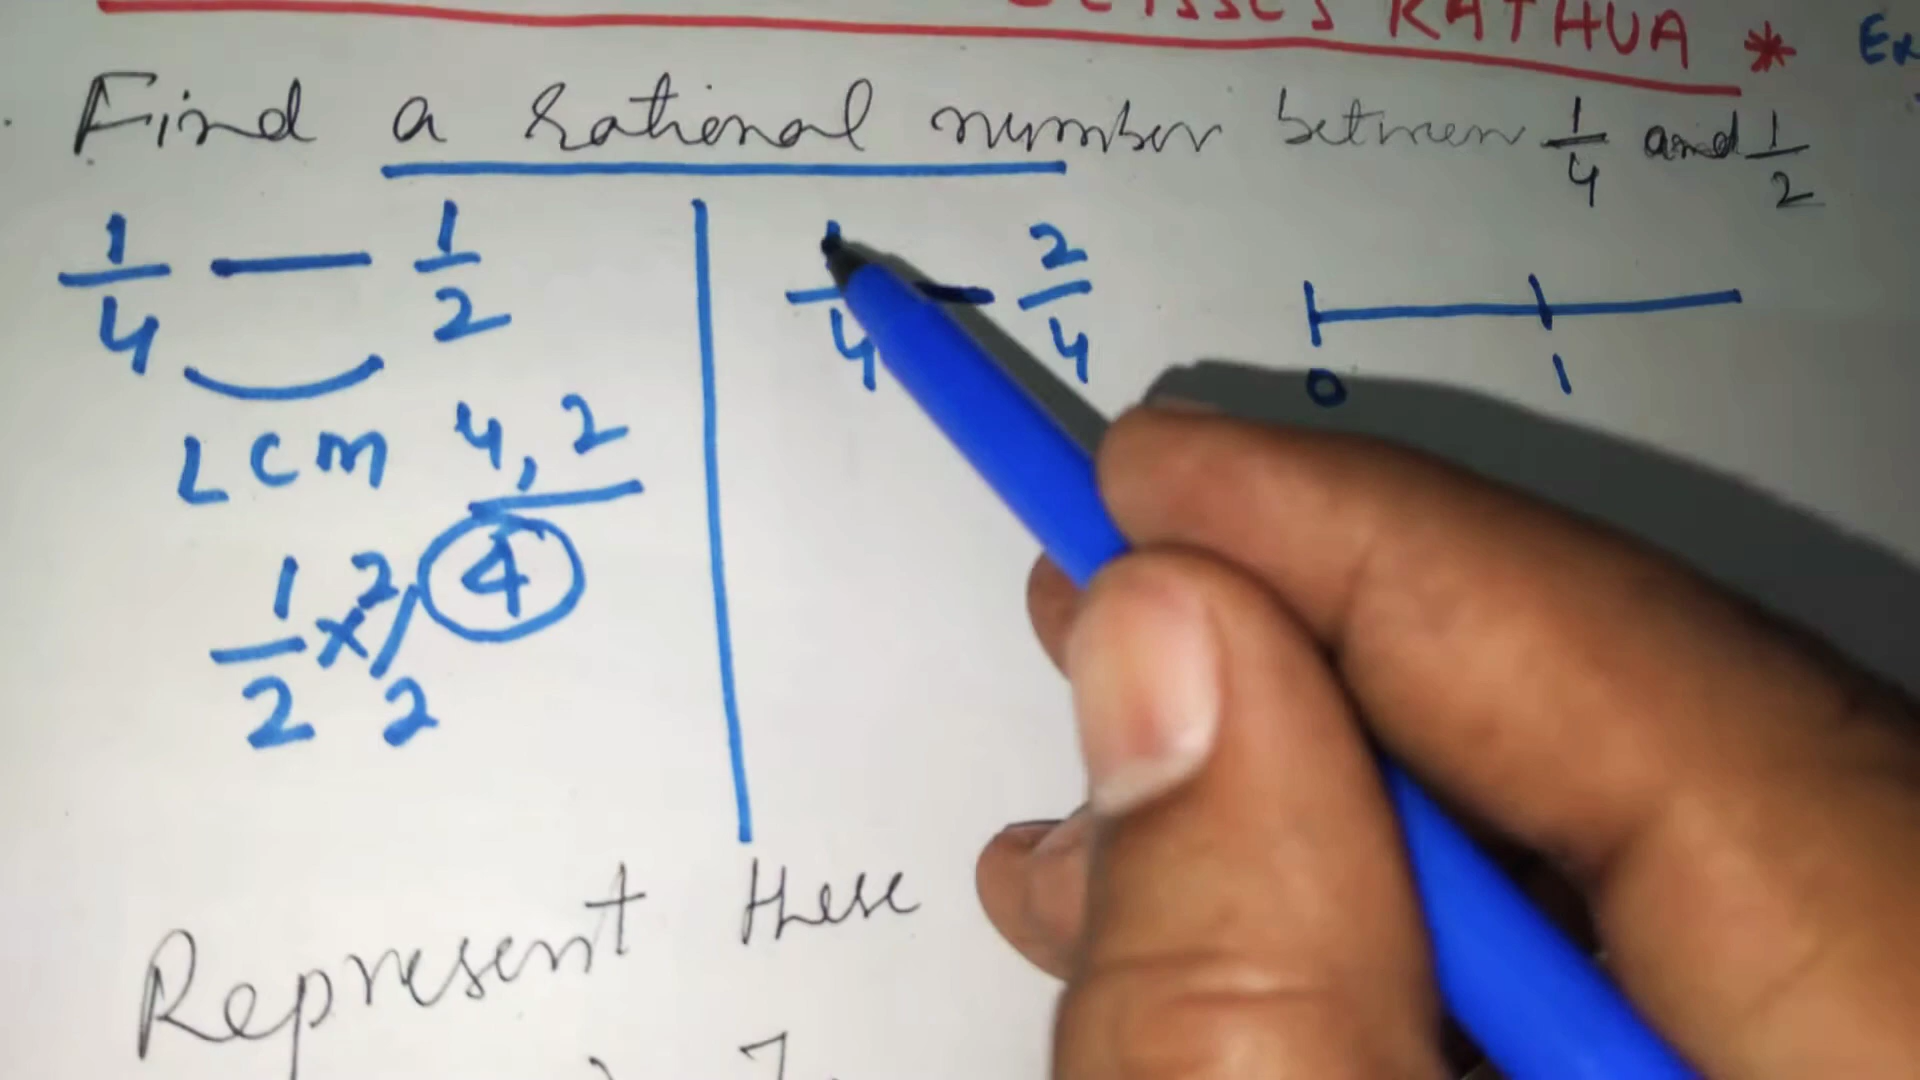 KATHUA * Ex
Find a rational number between 1/4 and 1/2
1/4 — 1/2
1/4 — 2/4
0 1
LCM 4, 2
4
1/2 × 2/2
Represent these